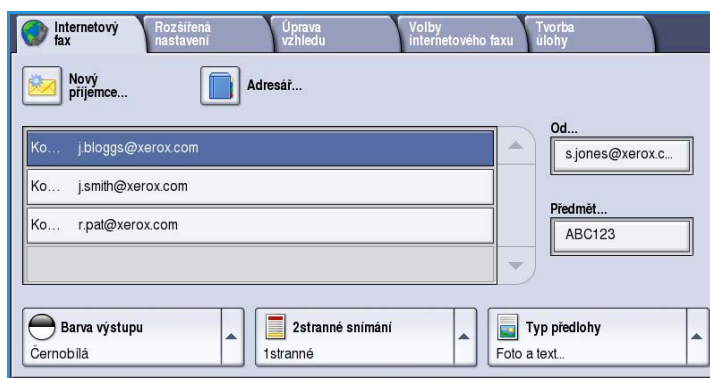 Internetový
fax
Rozšířená
nastavení
Úprava
vzhledu
Volby
internetového faxu
Tvorba
úlohy
Nový
příjemce...
Adresář...
Ko... j.bloggs@xerox.com
Ko... j.smith@xerox.com
Ko... r.pat@xerox.com
Od...
s.jones@xerox.c...
Předmět...
ABC123
Barva výstupu
Černobílá
2stranné snímání
1stranné
Typ předlohy
Foto a text...